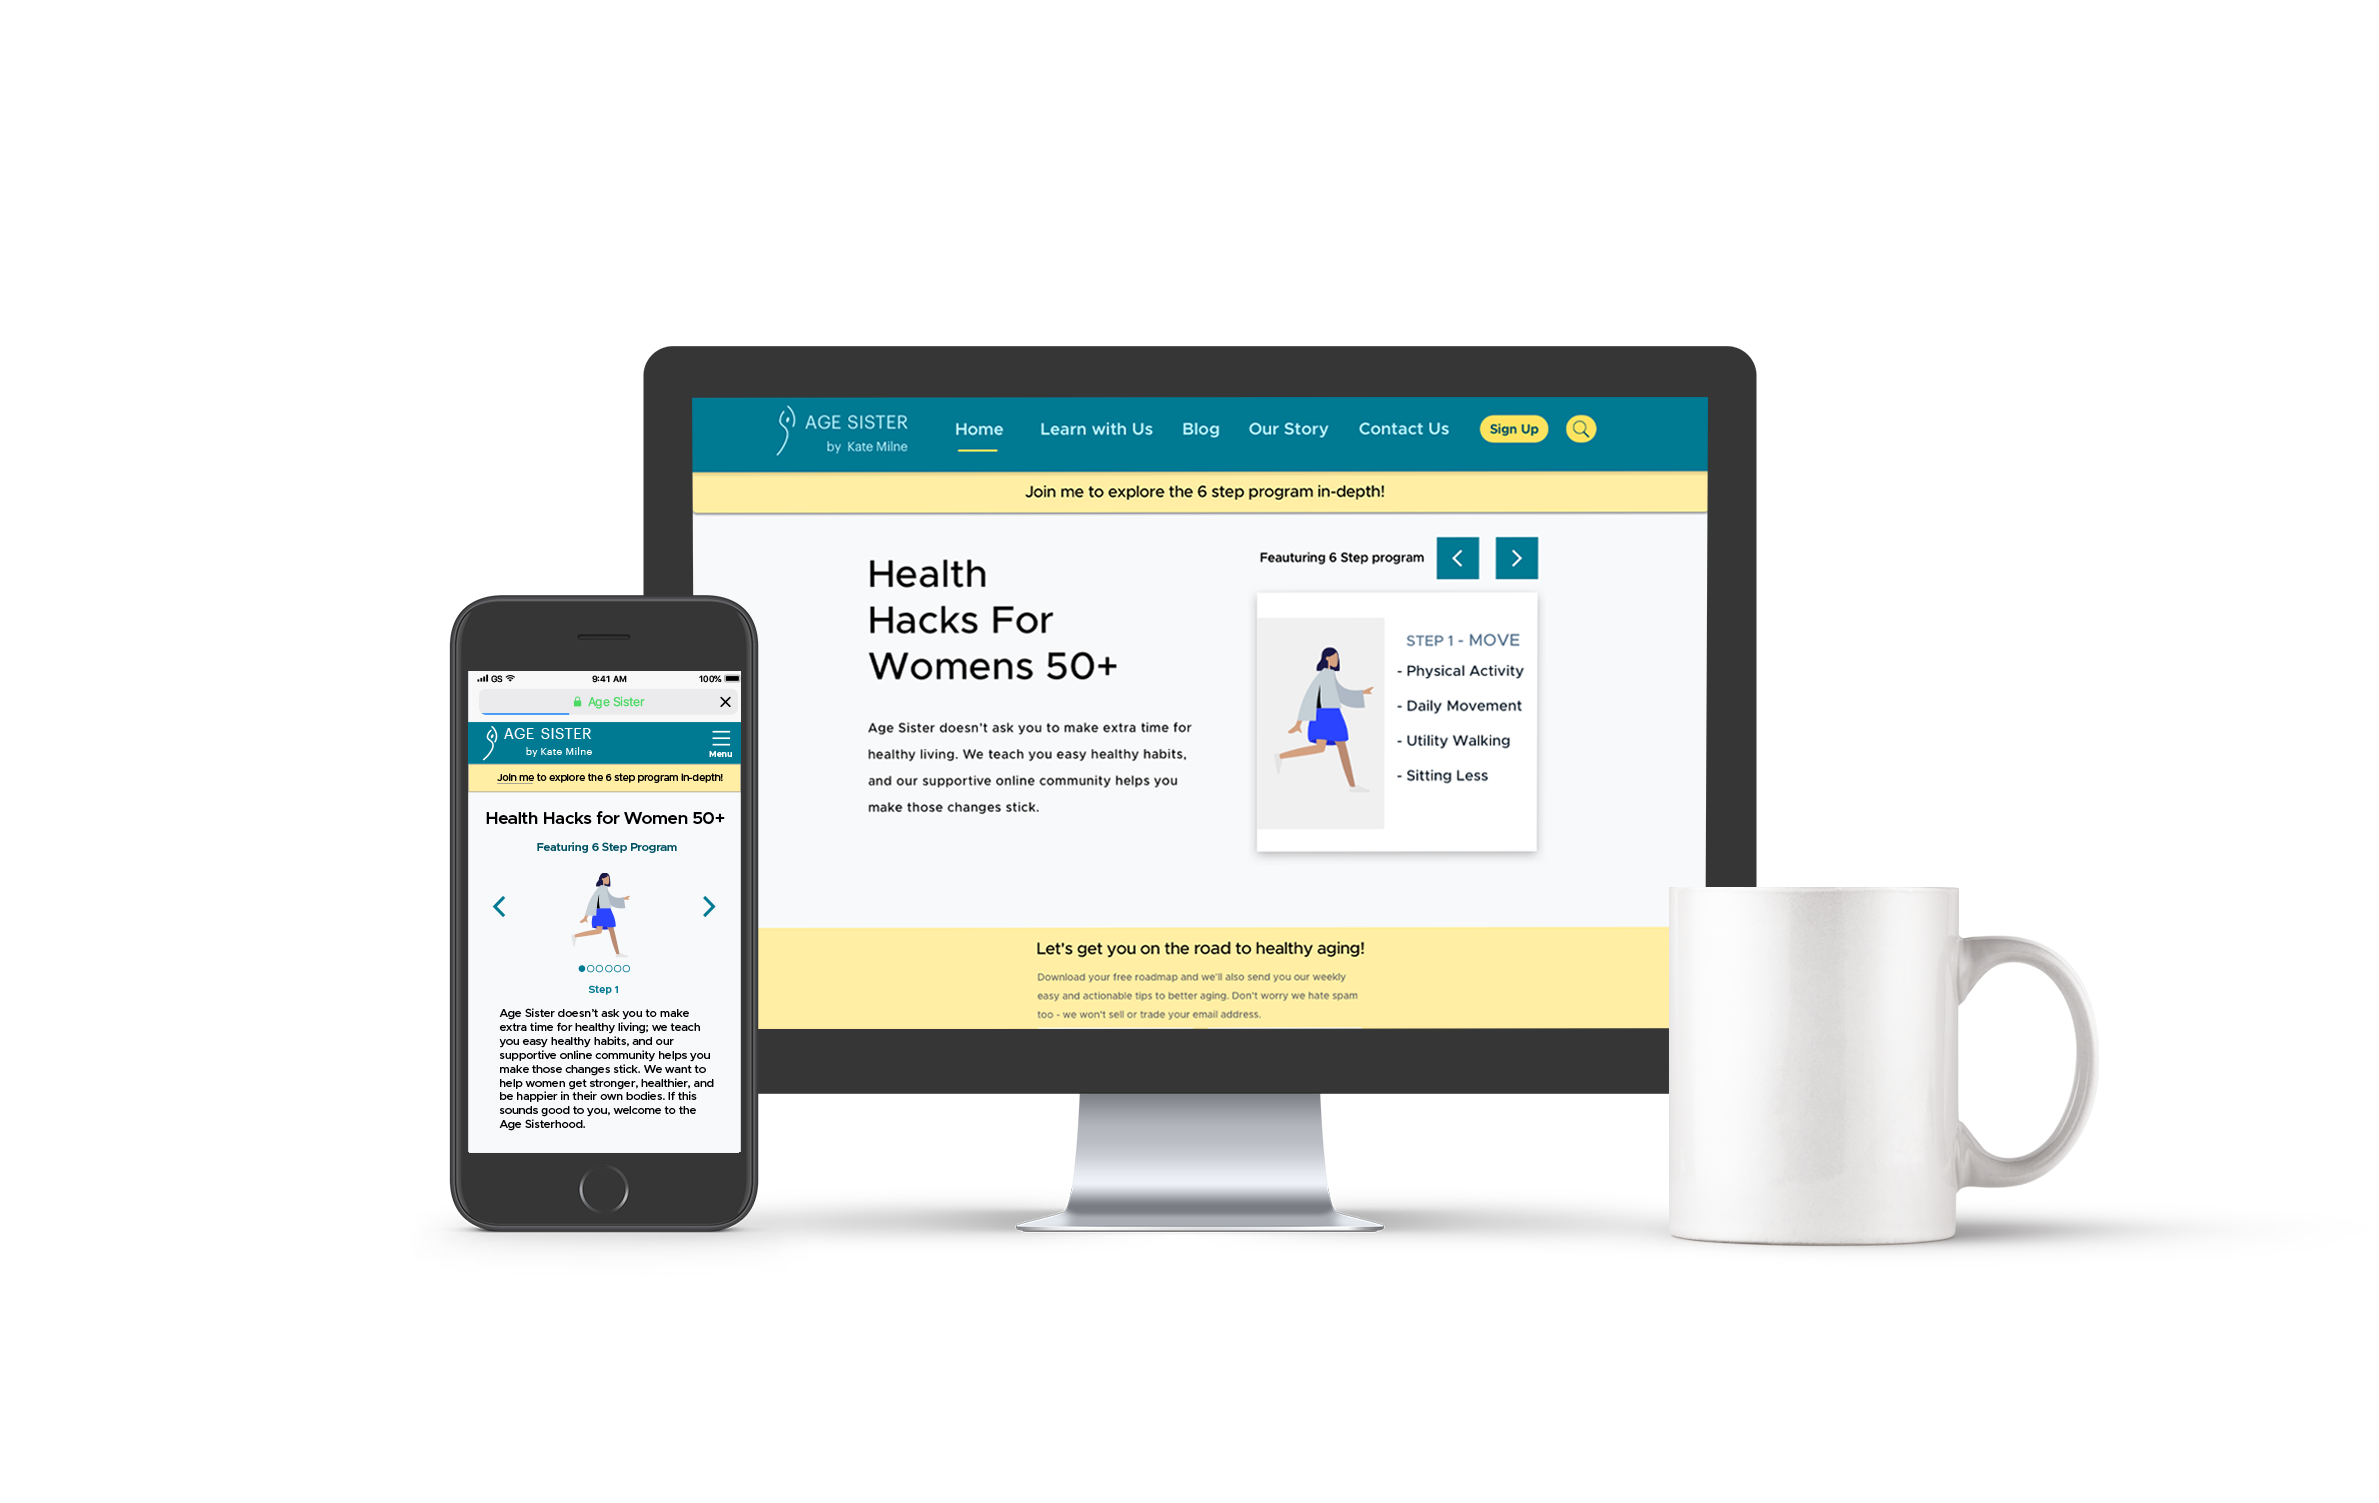 AGE SISTER
by Kate Milne
Home
Learn with Us
Blog
Our Story
Contact Us
Sign Up
Join me to explore the 6 step program in-depth!
Health
Hacks For
Womens 50+
Age Sister doesn't ask you to make extra time for
healthy living. We teach you easy healthy habits,
and our supportive online community helps you
make those changes stick.
Feauturing 6 Step program
STEP 1 - MOVE
- Physical Activity
- Daily Movement
- Utility Walking
- Sitting Less
Let's get you on the road to healthy aging!
Download your free roadmap and we'll also send you our weekly
easy and actionable tips to better aging. Don't worry we hate spam
too - we won't sell or trade your email address.
GS
9:41 AM
100%
Age Sister
AGE SISTER
by Kate Milne
Menu
Join me to explore the 6 step program in-depth!
Health Hacks for Women 50+
Featuring 6 Step Program
Step 1
Age Sister doesn't ask you to make
extra time for healthy living; we teach
you easy healthy habits, and our
supportive online community helps you
make those changes stick. We want to
help women get stronger, healthier, and
be happier in their own bodies. If this
sounds good to you, welcome to the
Age Sisterhood.